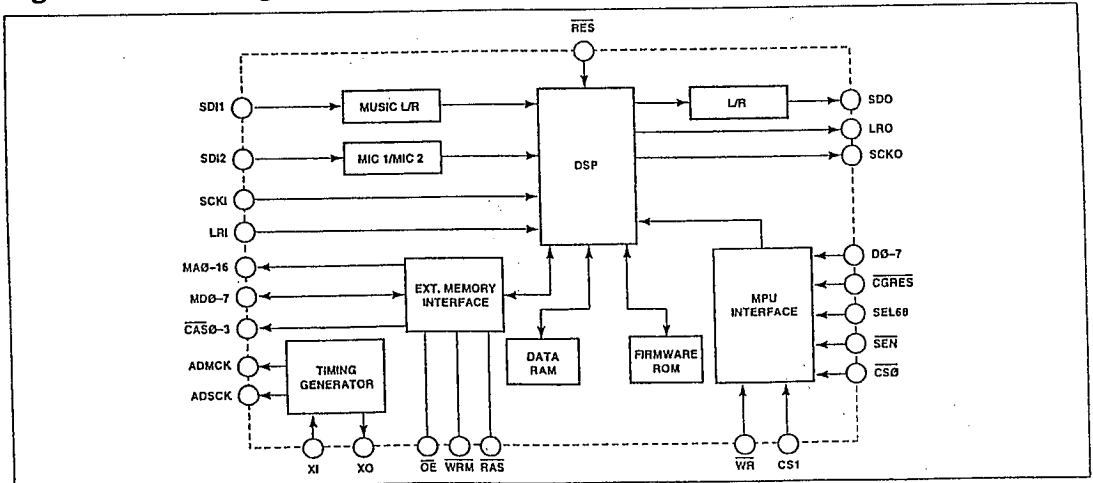 RES
SDI1
MUSIC L/R
DSP
L/R
SDO
LRO
SDI2
MIC 1/MIC 2
SCKO
SCKI
LRI
MAØ-16
MDØ-7
CASØ-3
EXT. MEMORY
INTERFACE
MPU
INTERFACE
DØ-7
CGRES
SEL68
SEN
CSØ
ADMCK
ADSCK
TIMING
GENERATOR
DATA
RAM
FIRMWARE
ROM
XI
XO
OE
WRM
RAS
WR
CS1